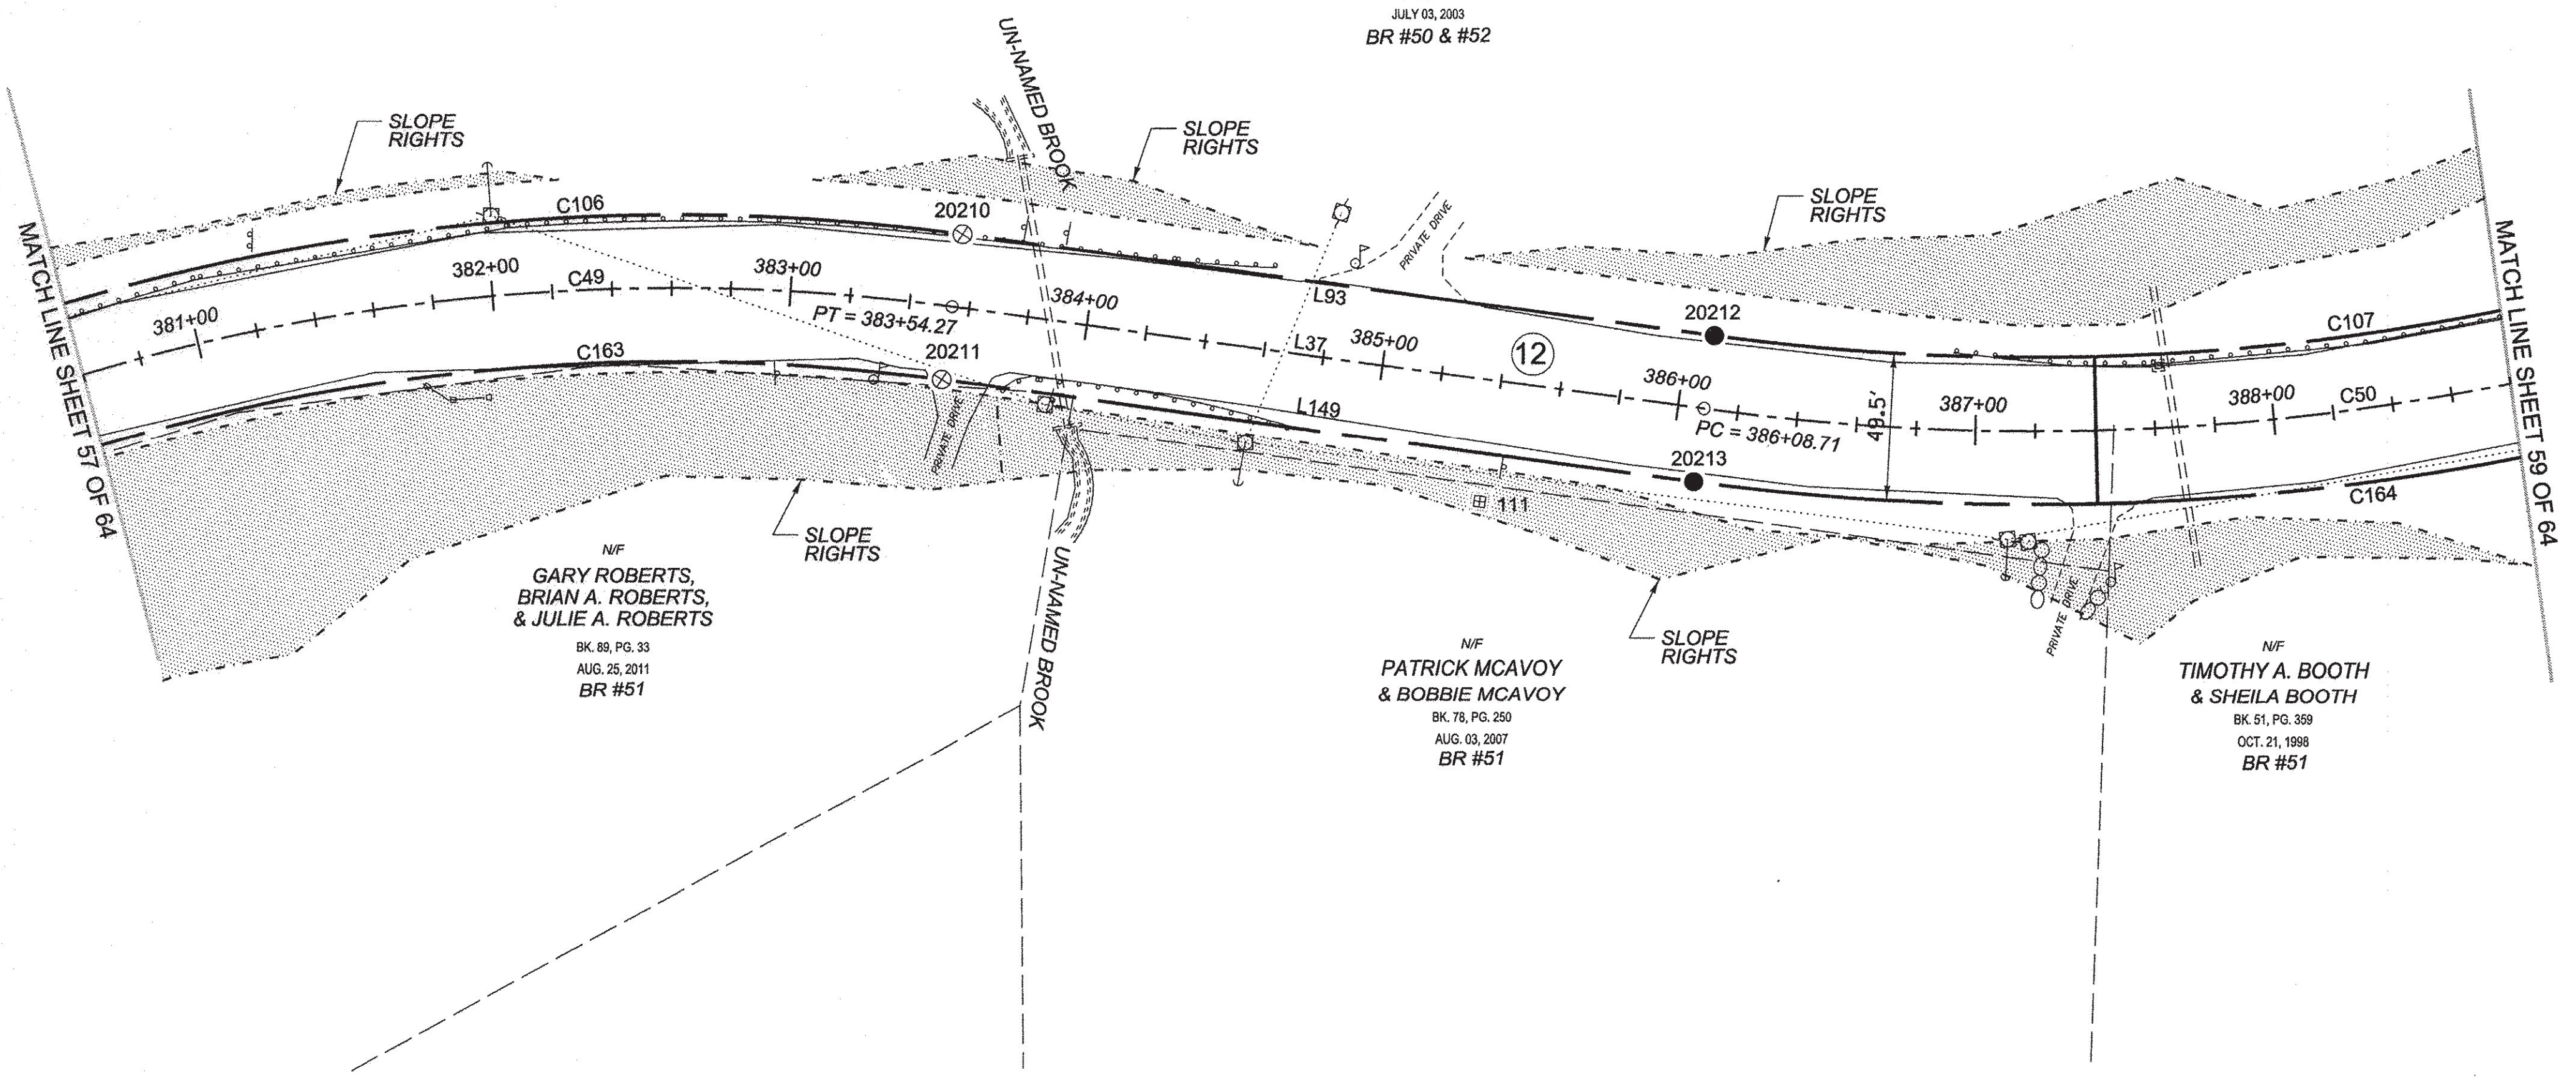 JULY 03, 2003
BR #50 & #52
UN-NAMED BROOK
SLOPE
RIGHTS
SLOPE
RIGHTS
SLOPE
RIGHTS
MATCH LINE SHEET 57 OF 64
MATCH LINE SHEET 59 OF 64
C106
20210
PRIVATE DRIVE
L93
20212
C107
381+00
382+00
C49
383+00
PT = 383+54.27
384+00
L37
385+00
12
386+00
PC = 386+08.71
49.5'
387+00
388+00
C50
C163
20211
PRIVATE DRIVE
L149
20213
111
C164
PRIVATE DRIVE
SLOPE
RIGHTS
UN-NAMED BROOK
SLOPE
RIGHTS
N/F
GARY ROBERTS,
BRIAN A. ROBERTS,
& JULIE A. ROBERTS
BK. 89, PG. 33
AUG. 25, 2011
BR #51
N/F
PATRICK MCAVOY
& BOBBIE MCAVOY
BK. 78, PG. 250
AUG. 03, 2007
BR #51
N/F
TIMOTHY A. BOOTH
& SHEILA BOOTH
BK. 51, PG. 359
OCT. 21, 1998
BR #51